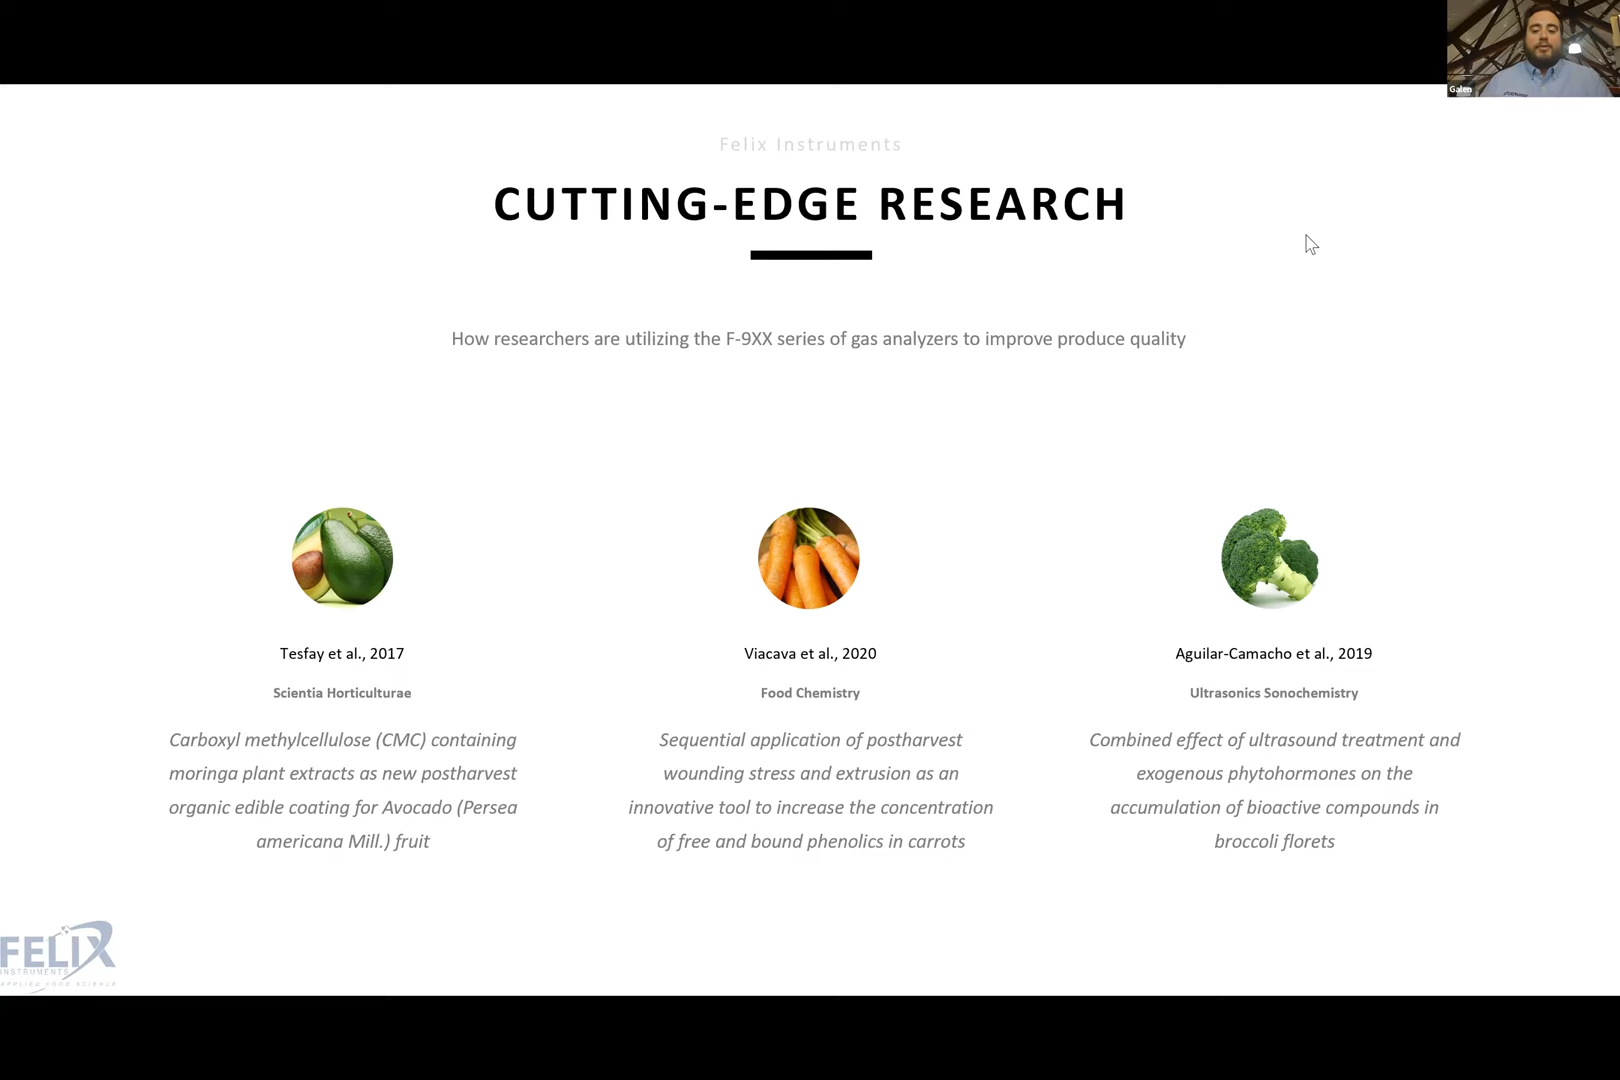 Galen
Felix Instruments
CUTTING-EDGE RESEARCH
How researchers are utilizing the F-9XX series of gas analyzers to improve produce quality
Tesfay et al., 2017
Scientia Horticulturae
Carboxyl methylcellulose (CMC) containing
moringa plant extracts as new postharvest
organic edible coating for Avocado (Persea
americana Mill.) fruit
Viacava et al., 2020
Food Chemistry
Sequential application of postharvest
wounding stress and extrusion as an
innovative tool to increase the concentration
of free and bound phenolics in carrots
Aguilar-Camacho et al., 2019
Ultrasonics Sonochemistry
Combined effect of ultrasound treatment and
exogenous phytohormones on the
accumulation of bioactive compounds in
broccoli florets
FELIX
INSTRUMENTS
APPLIED FOOD SCIENCE